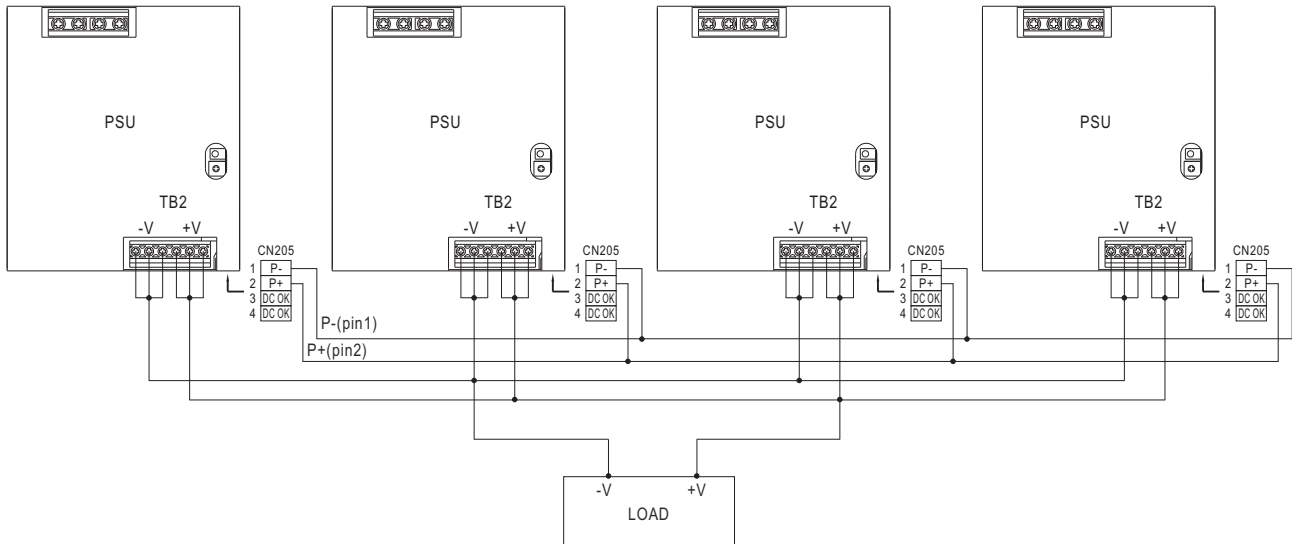 PSU PSU PSU PSU
TB2 TB2 TB2 TB2
-V +V -V +V -V +V -V +V
CN205 CN205 CN205 CN205
1 P- 1 P- 1 P- 1 P-
2 P+ 2 P+ 2 P+ 2 P+
3 DC OK 3 DC OK 3 DC OK 3 DC OK
4 DC OK 4 DC OK 4 DC OK 4 DC OK
P-(pin1)
P+(pin2)
-V +V
LOAD